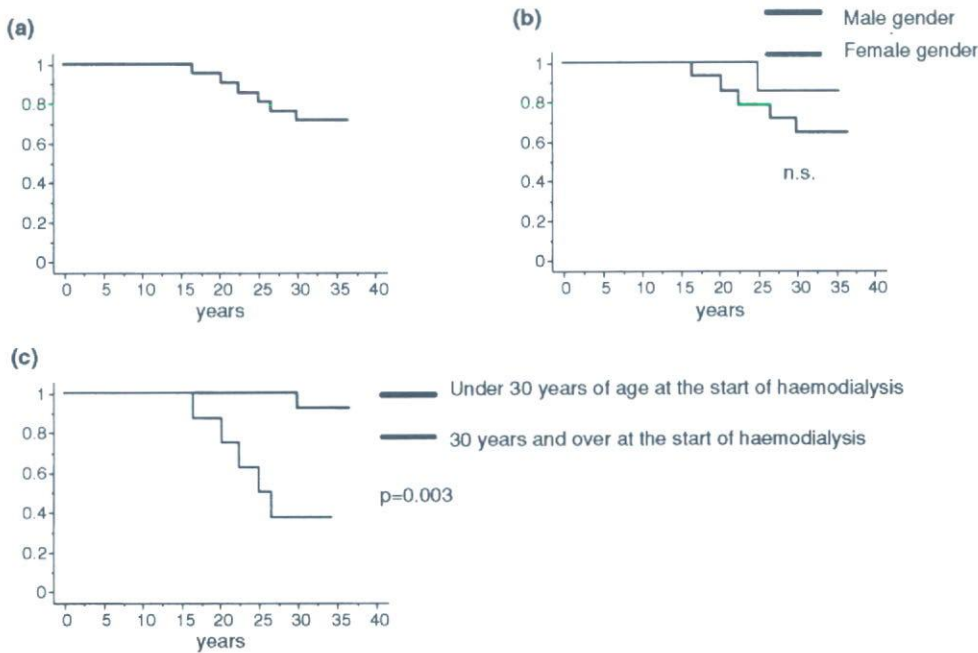 (a)
1
0.8
0.6
0.4
0.2
0
0 5 10 15 20 25 30 35 40
years
(b)
Male gender
Female gender
1
0.8
0.6
0.4
0.2
0
n.s.
0 5 10 15 20 25 30 35 40
years
(c)
1
0.8
0.6
0.4
0.2
0
0 5 10 15 20 25 30 35 40
years
Under 30 years of age at the start of haemodialysis
30 years and over at the start of haemodialysis
p=0.003